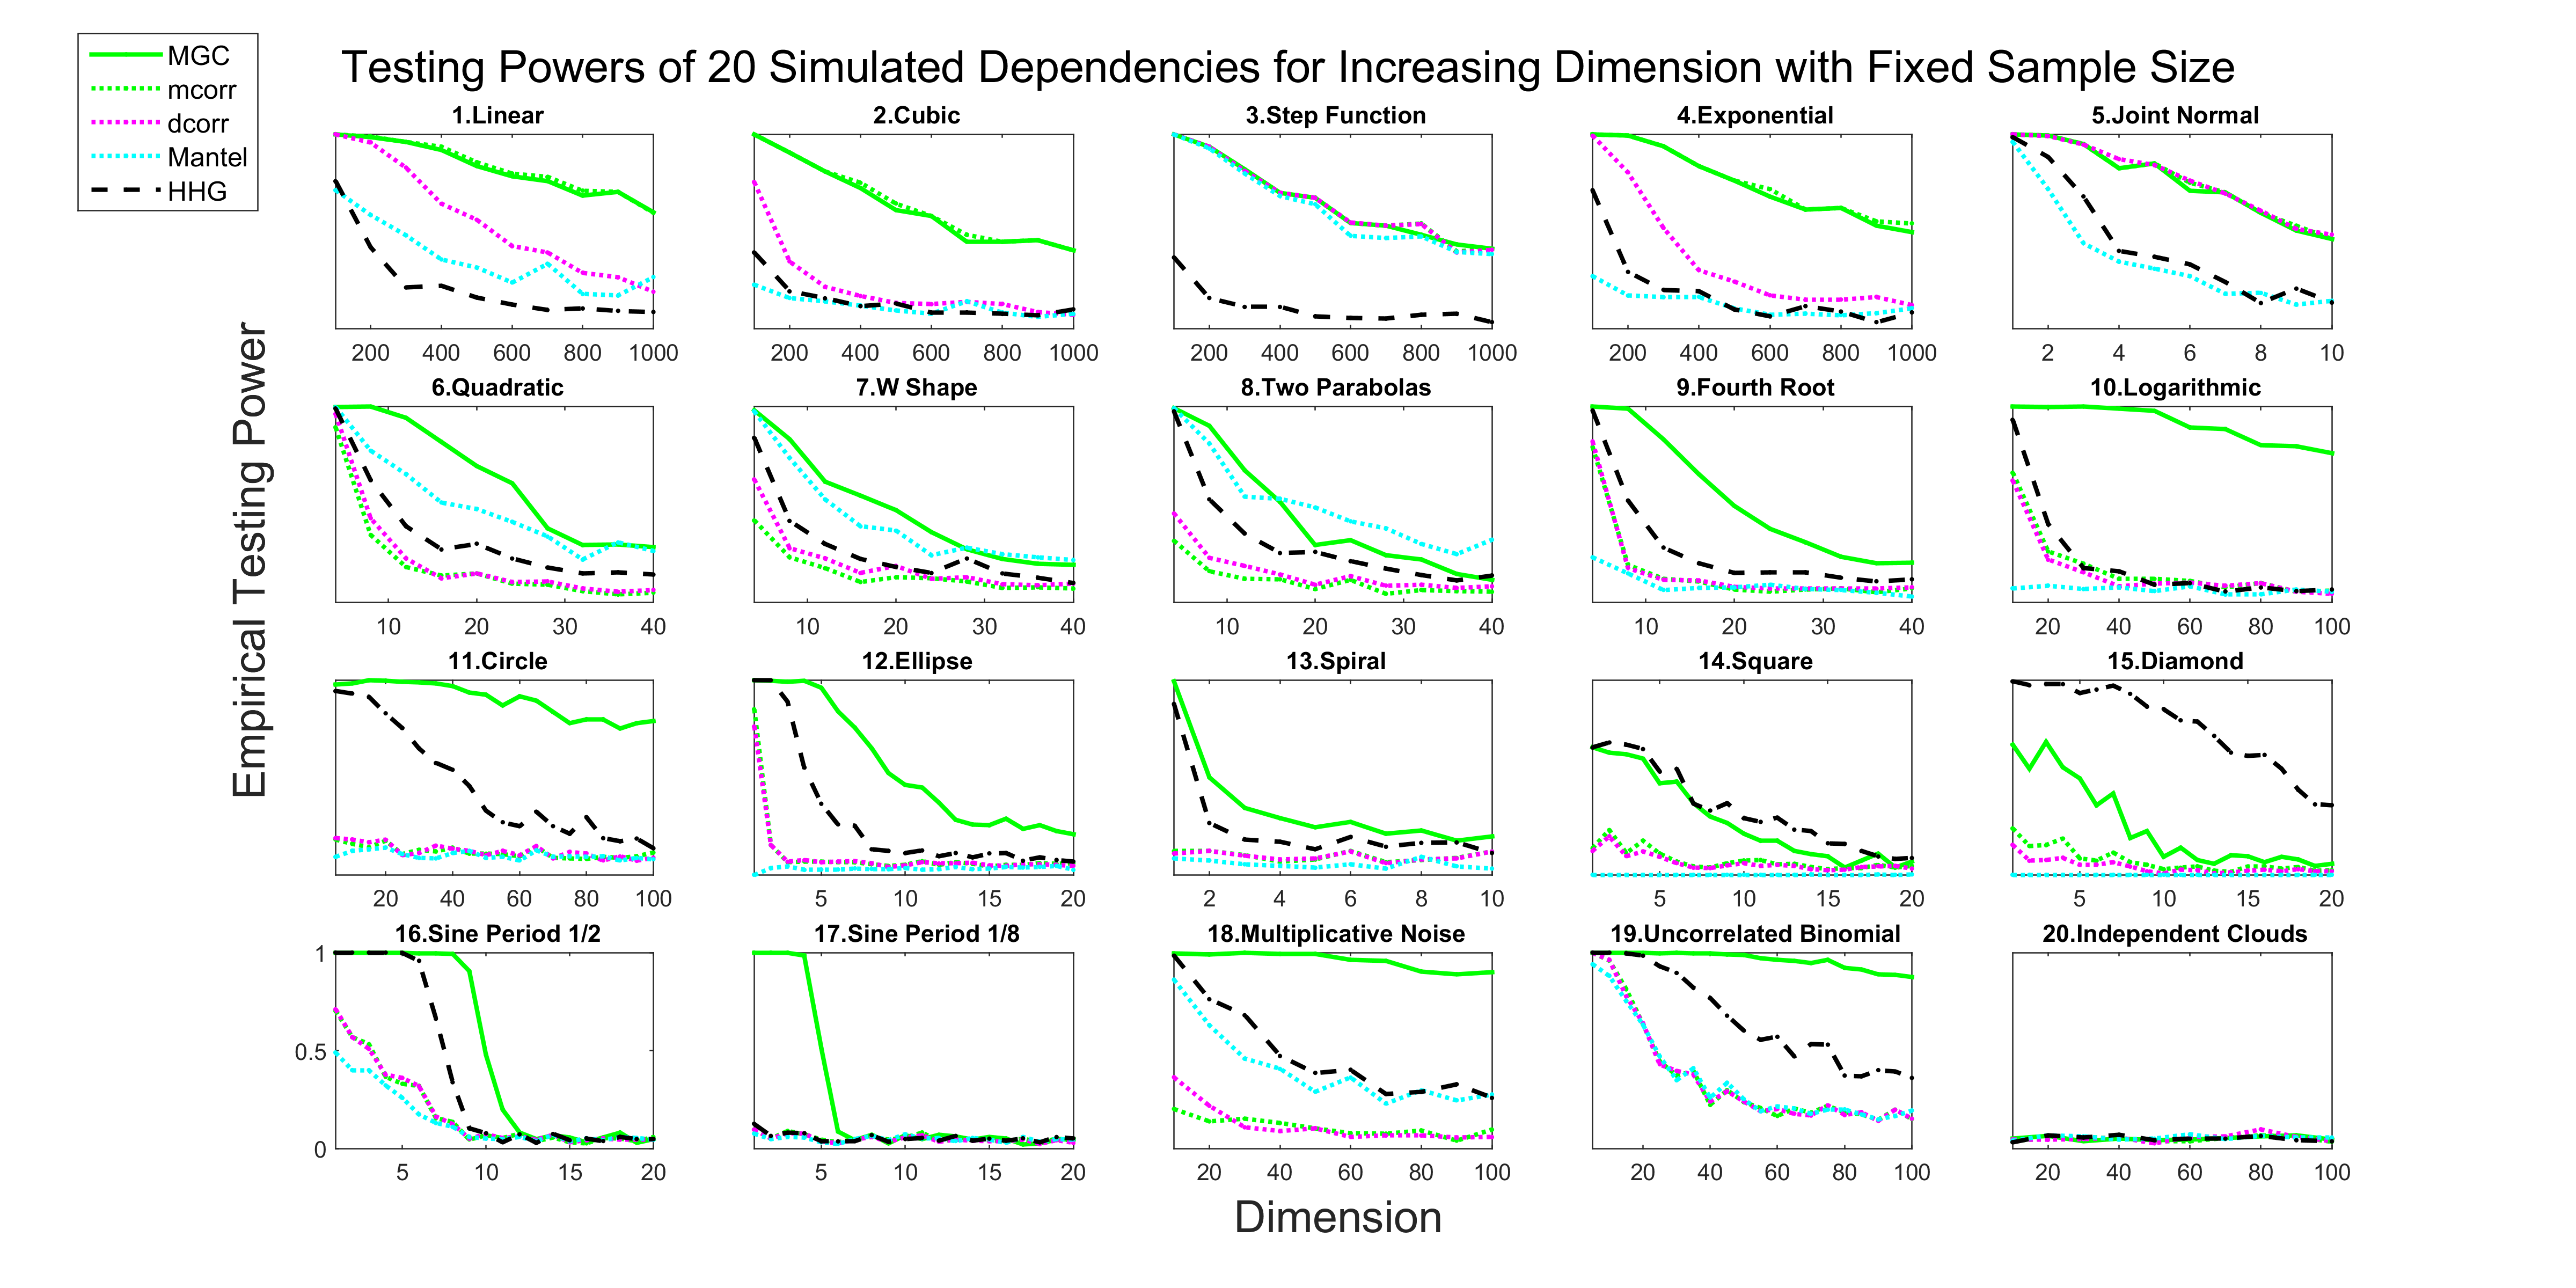 MGC
mcorr
dcorr
Mantel
HHG
Testing Powers of 20 Simulated Dependencies for Increasing Dimension with Fixed Sample Size
1.Linear
2.Cubic
3.Step Function
4.Exponential
5.Joint Normal
200 400 600 800 1000
200 400 600 800 1000
200 400 600 800 1000
200 400 600 800 1000
2 4 6 8 10
6.Quadratic
7.W Shape
8.Two Parabolas
9.Fourth Root
10.Logarithmic
10 20 30 40
10 20 30 40
10 20 30 40
10 20 30 40
20 40 60 80 100
Empirical Testing Power
11.Circle
12.Ellipse
13.Spiral
14.Square
15.Diamond
20 40 60 80 100
5 10 15 20
2 4 6 8 10
5 10 15 20
5 10 15 20
16.Sine Period 1/2
17.Sine Period 1/8
18.Multiplicative Noise
19.Uncorrelated Binomial
20.Independent Clouds
1
0.5
0
5 10 15 20
5 10 15 20
20 40 60 80 100
20 40 60 80 100
20 40 60 80 100
Dimension